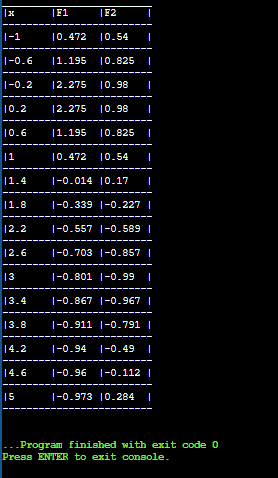 |x |F1 |F2 |
|-1 |0.472 |0.54 |
|-0.6 |1.195 |0.825 |
|-0.2 |2.275 |0.98 |
|0.2 |2.275 |0.98 |
|0.6 |1.195 |0.825 |
|1 |0.472 |0.54 |
|1.4 |-0.014 |0.17 |
|1.8 |-0.339 |-0.227 |
|2.2 |-0.557 |-0.589 |
|2.6 |-0.703 |-0.857 |
|3 |-0.801 |-0.99 |
|3.4 |-0.867 |-0.967 |
|3.8 |-0.911 |-0.791 |
|4.2 |-0.94 |-0.49 |
|4.6 |-0.96 |-0.112 |
|5 |-0.973 |0.284 |
...Program finished with exit code 0
Press ENTER to exit console.